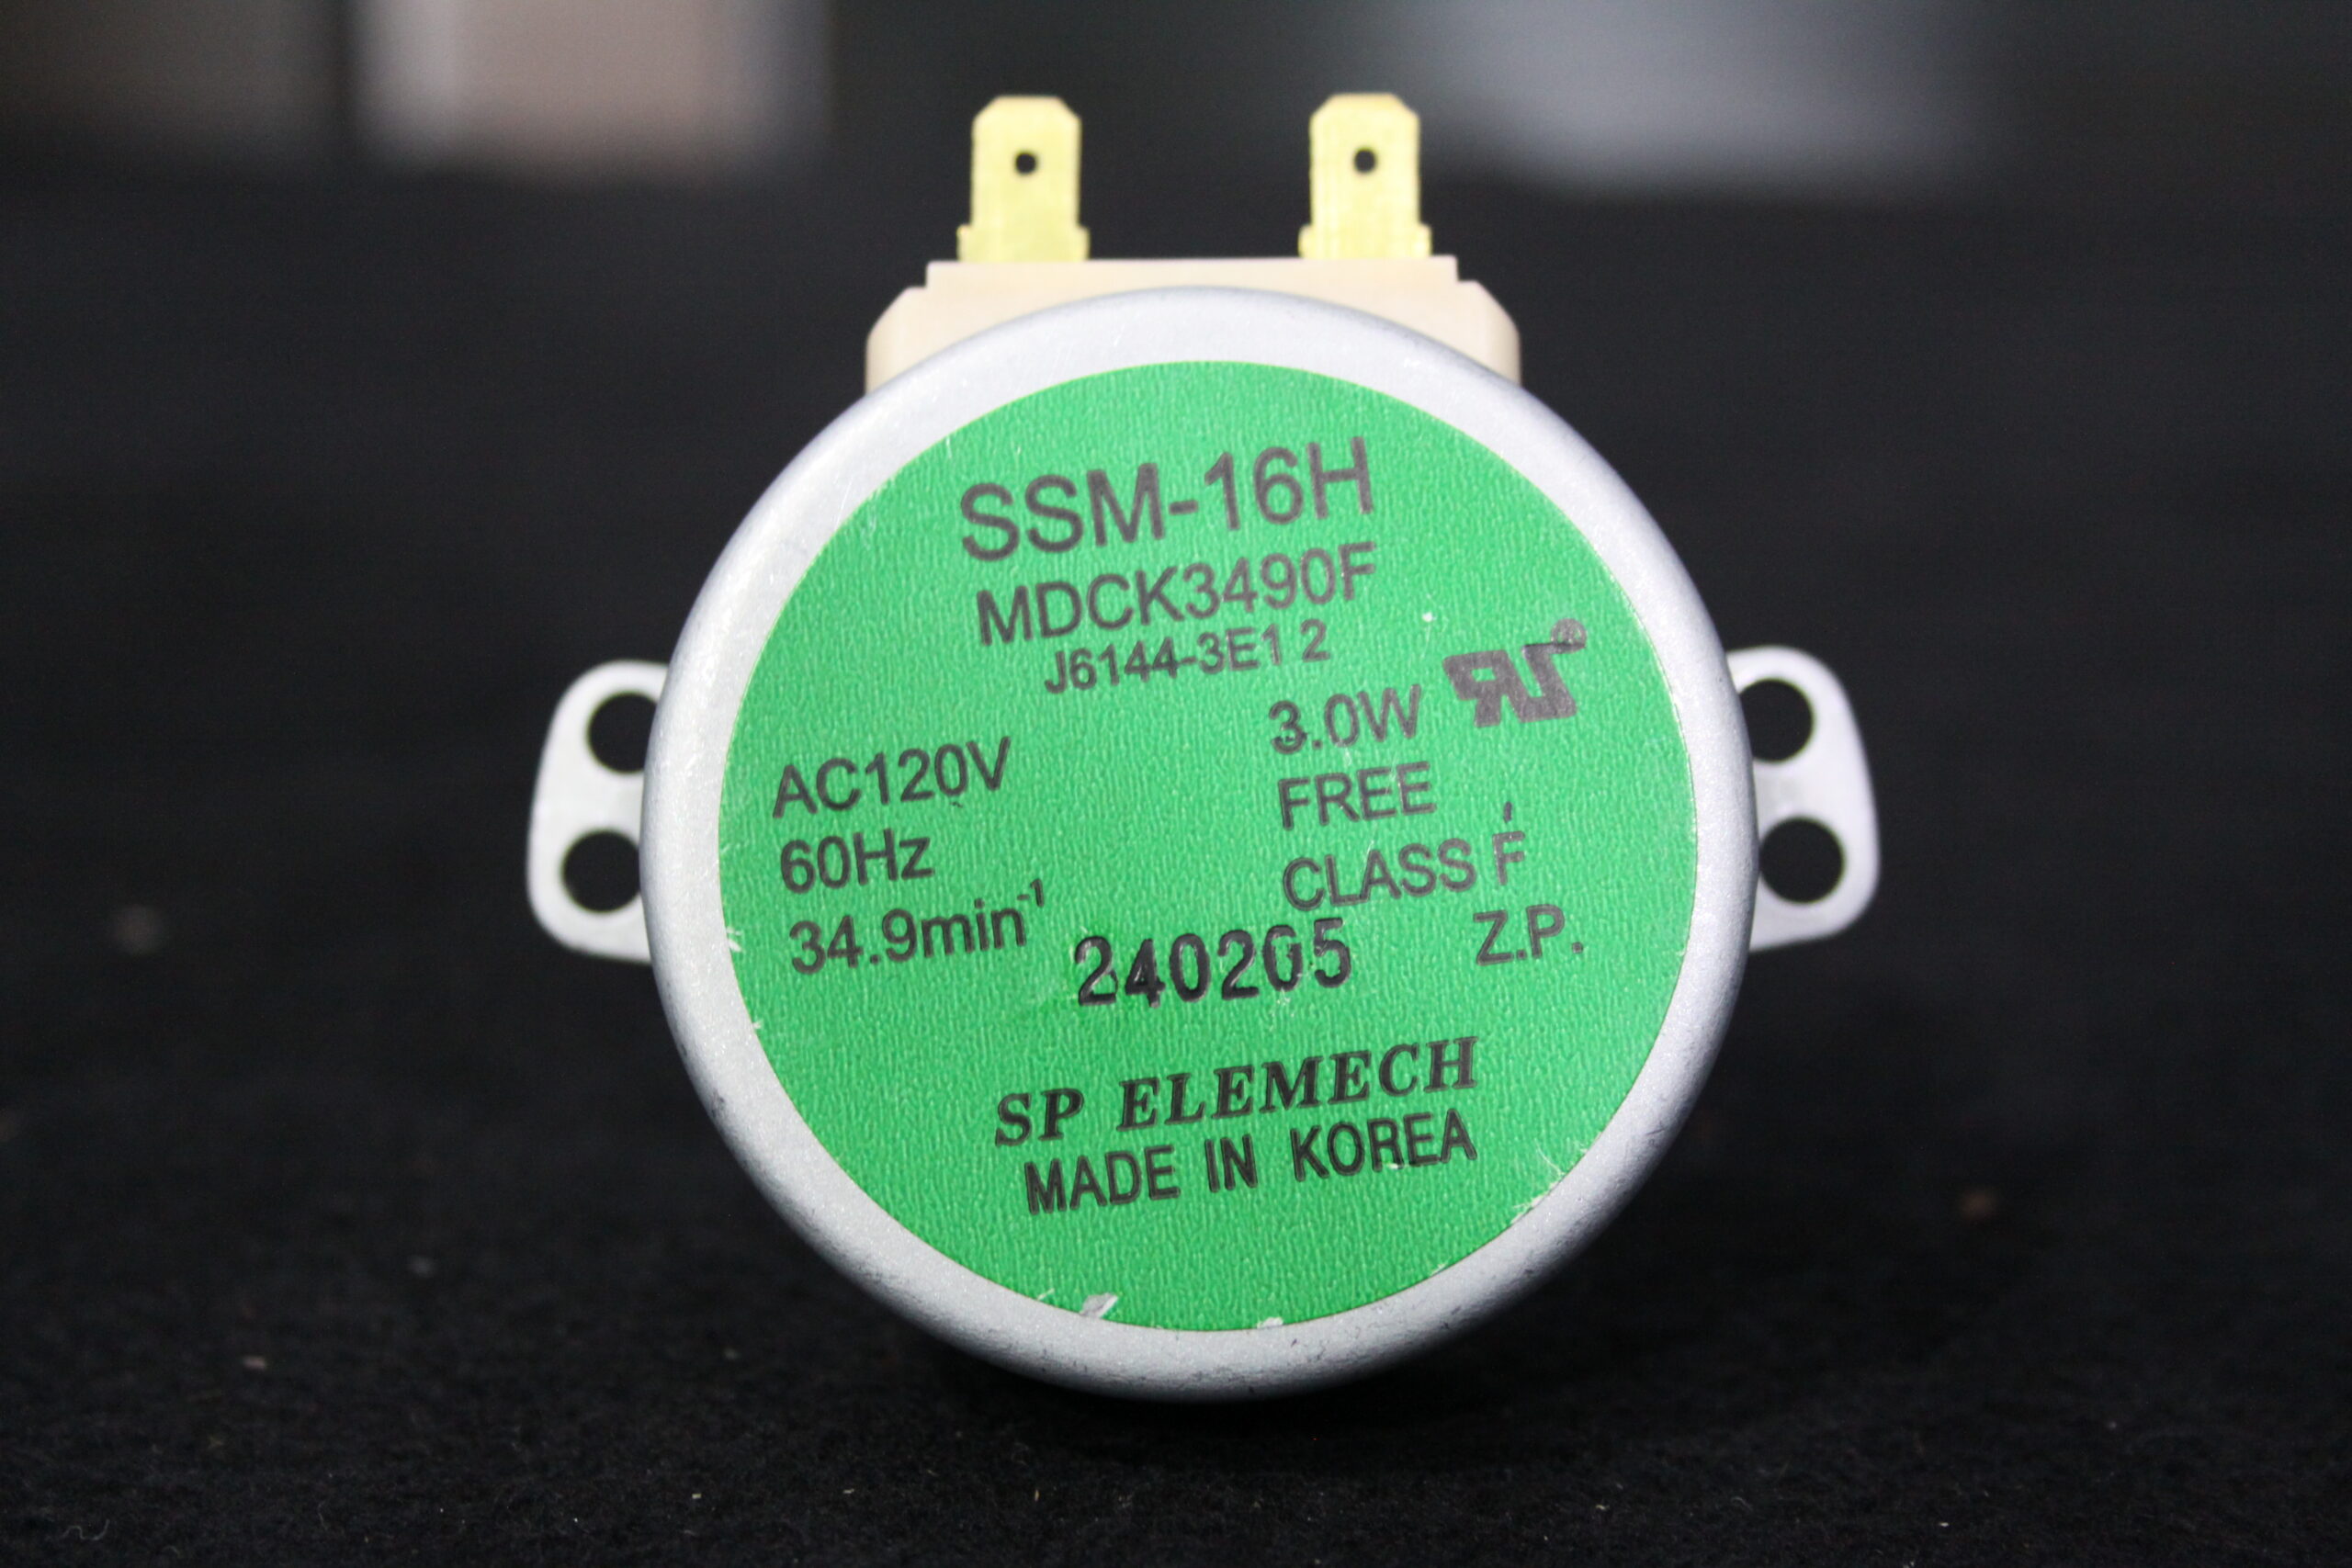 SSM-16H
MDCK3490F
J6144-3E1 2
AC120V
60Hz
34.9min⁻¹
3.0W
FREE
CLASS F
Z.P.
240205
SP ELEMECH
MADE IN KOREA